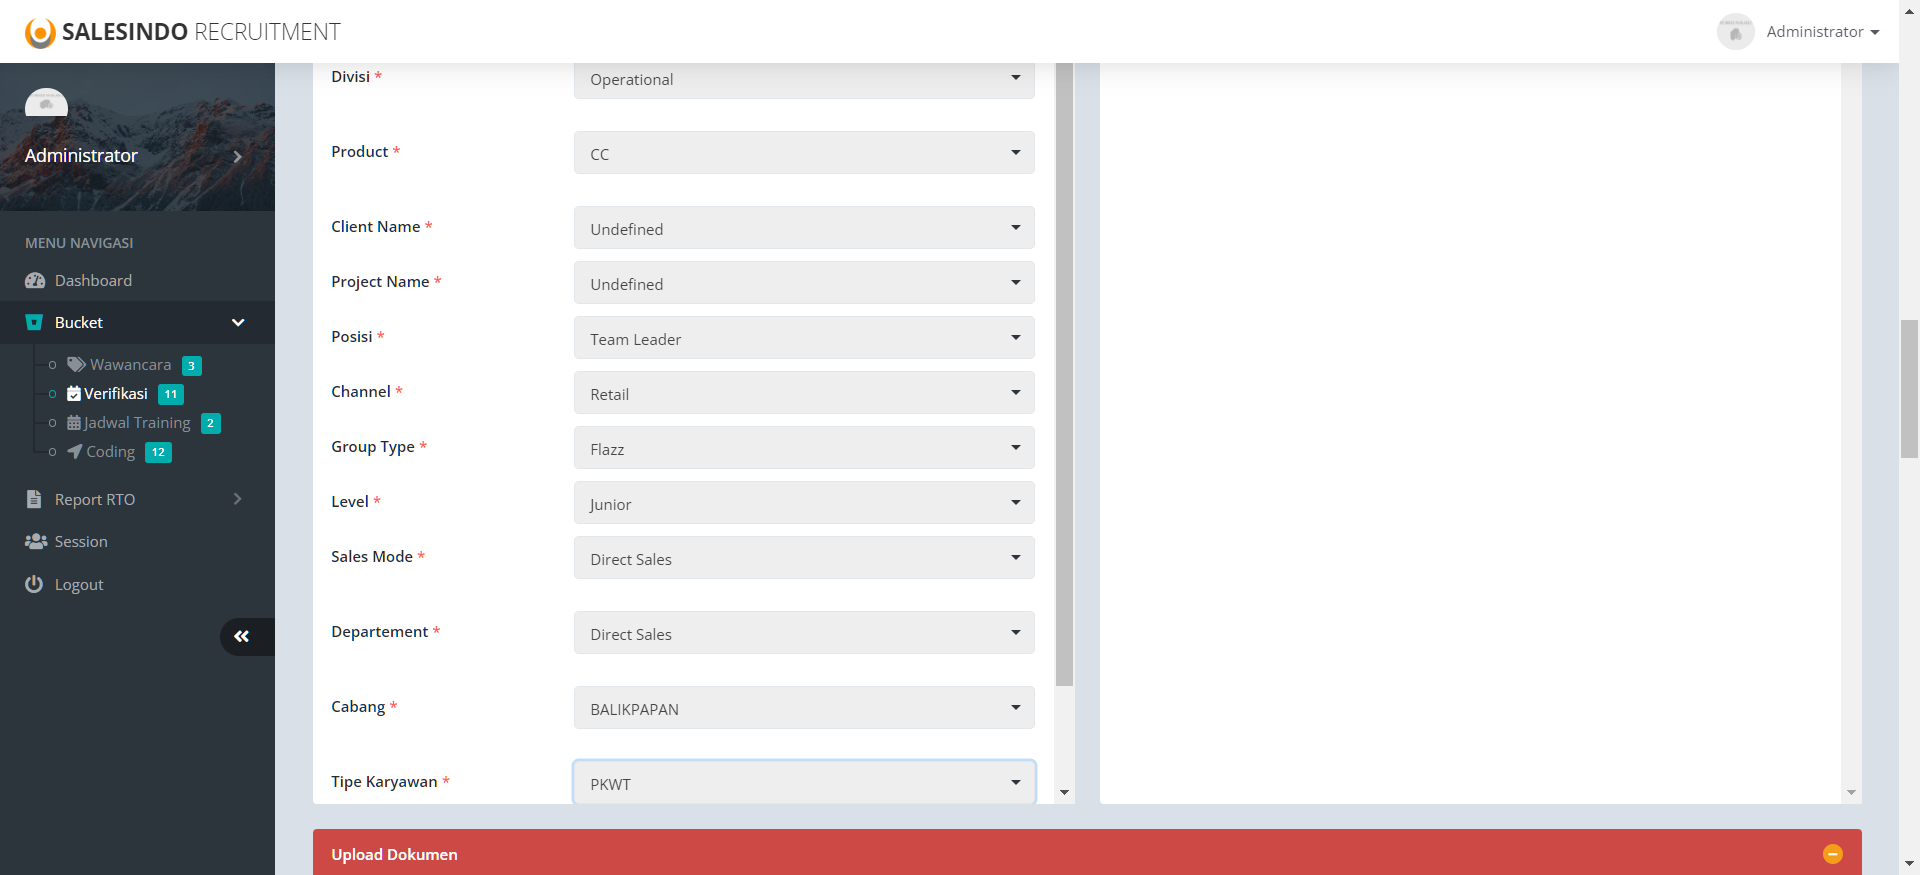 SALESINDO RECRUITMENT
Administrator
Administrator
MENU NAVIGASI
Dashboard
Bucket
Wawancara 3
Verifikasi 11
Jadwal Training 2
Coding 12
Report RTO
Session
Logout
Divisi * Operational
Product * CC
Client Name * Undefined
Project Name * Undefined
Posisi * Team Leader
Channel * Retail
Group Type * Flazz
Level * Junior
Sales Mode * Direct Sales
Departement * Direct Sales
Cabang * BALIKPAPAN
Tipe Karyawan * PKWT
Upload Dokumen